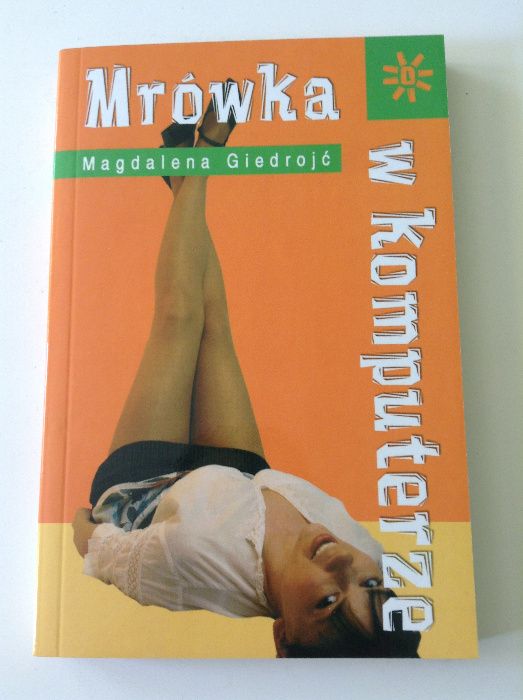 Mrówka
w komputerze
Magdalena Giedrojć
D